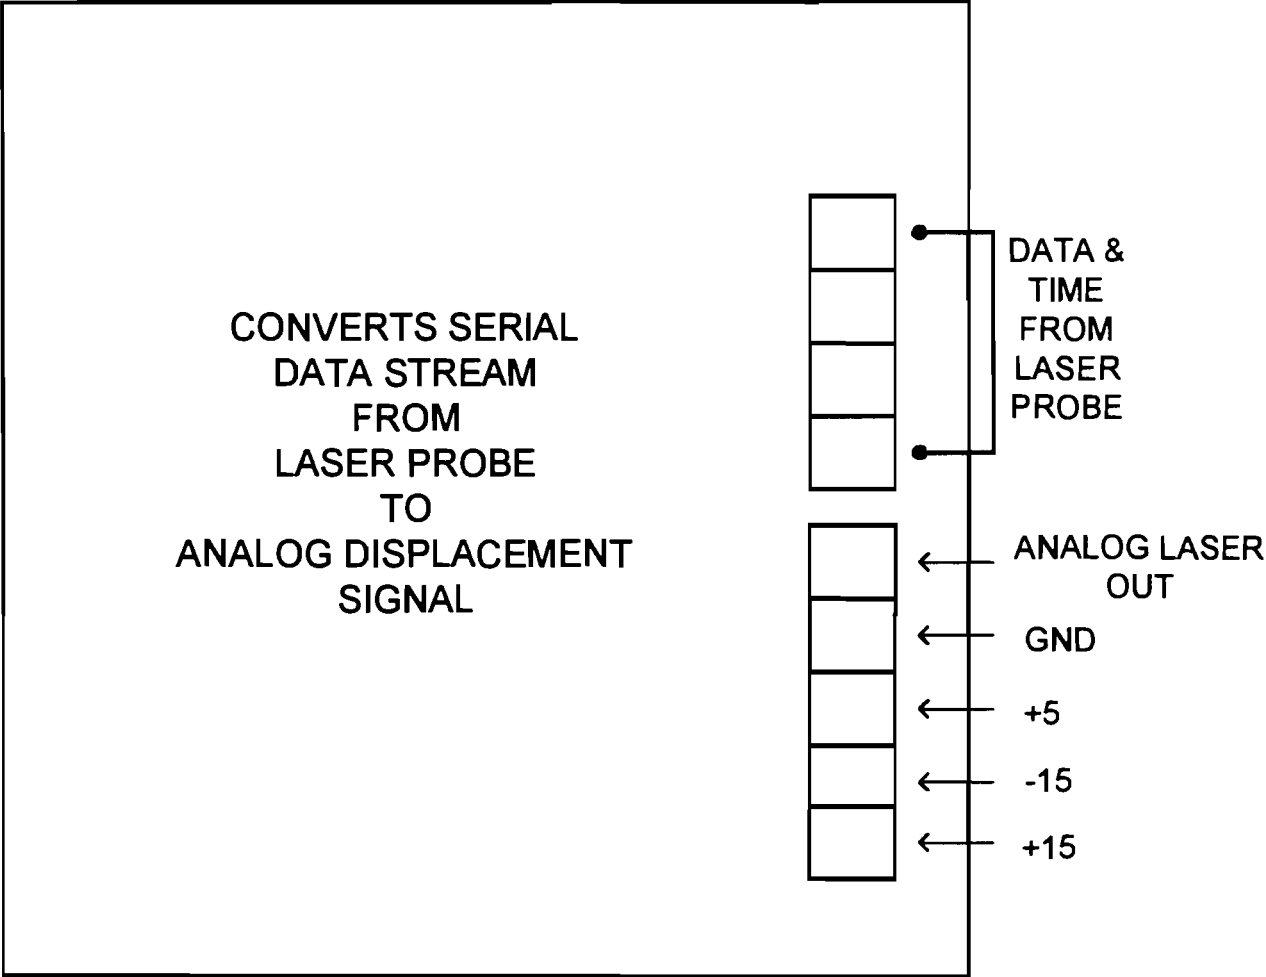 CONVERTS SERIAL
DATA STREAM
FROM
LASER PROBE
TO
ANALOG DISPLACEMENT
SIGNAL
DATA &
TIME
FROM
LASER
PROBE
ANALOG LASER
OUT
GND
+5
-15
+15